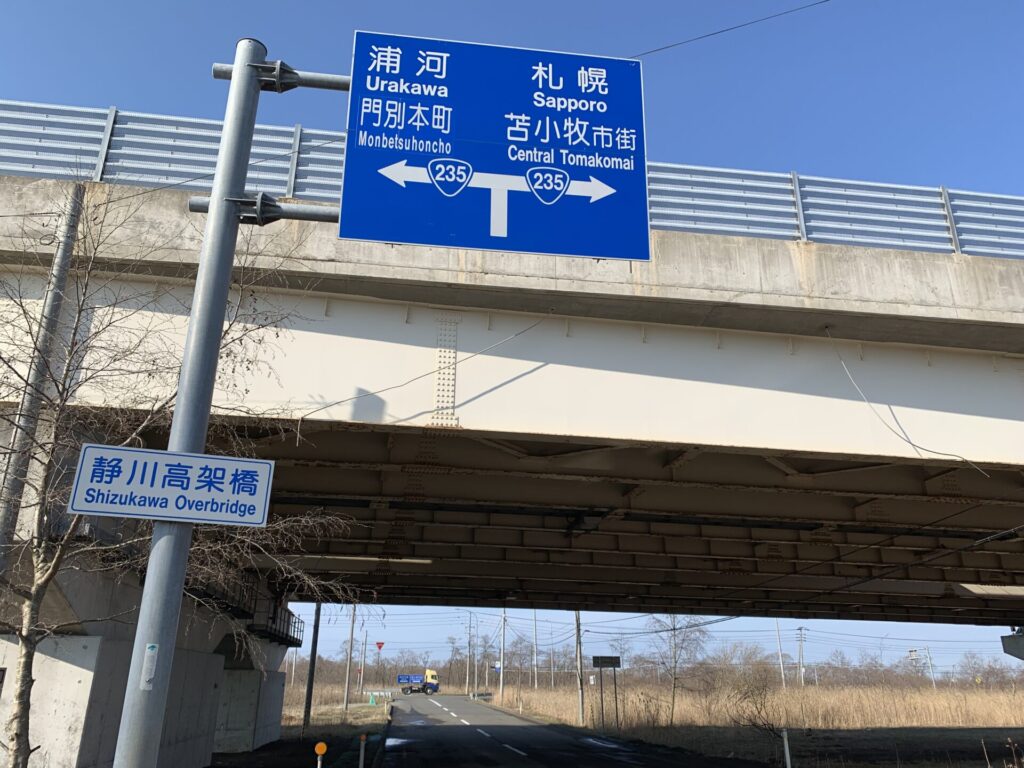 浦河
Urakawa
門別本町
Monbetsuhoncho
札幌
Sapporo
苫小牧市街
Central Tomakomai
235
235
静川高架橋
Shizukawa Overbridge